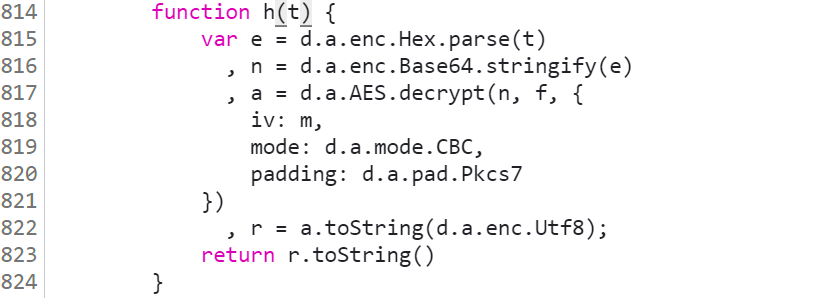 814 function h(t) {
815 var e = d.a.enc.Hex.parse(t)
816 , n = d.a.enc.Base64.stringify(e)
817 , a = d.a.AES.decrypt(n, f, {
818 iv: m,
819 mode: d.a.mode.CBC,
820 padding: d.a.pad.Pkcs7
821 })
822 , r = a.toString(d.a.enc.Utf8);
823 return r.toString()
824 }